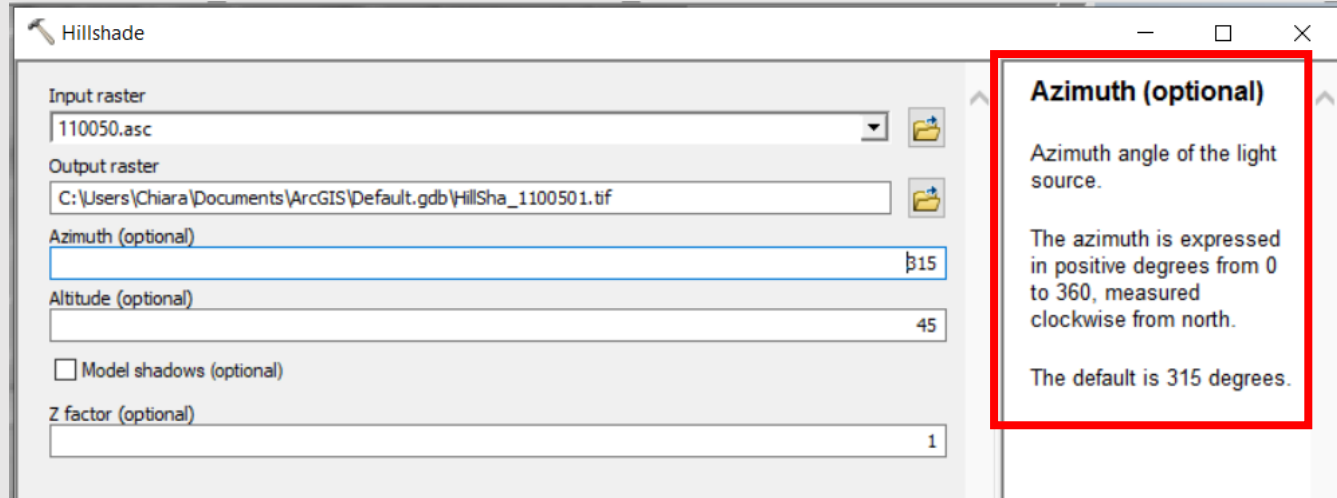 Hillshade
Input raster
110050.asc
Output raster
C:\Users\Chiara\Documents\ArcGIS\Default.gdb\HillSha_1100501.tif
Azimuth (optional)
315
Altitude (optional)
45
Model shadows (optional)
Z factor (optional)
1
Azimuth (optional)
Azimuth angle of the light
source.
The azimuth is expressed
in positive degrees from 0
to 360, measured
clockwise from north.
The default is 315 degrees.